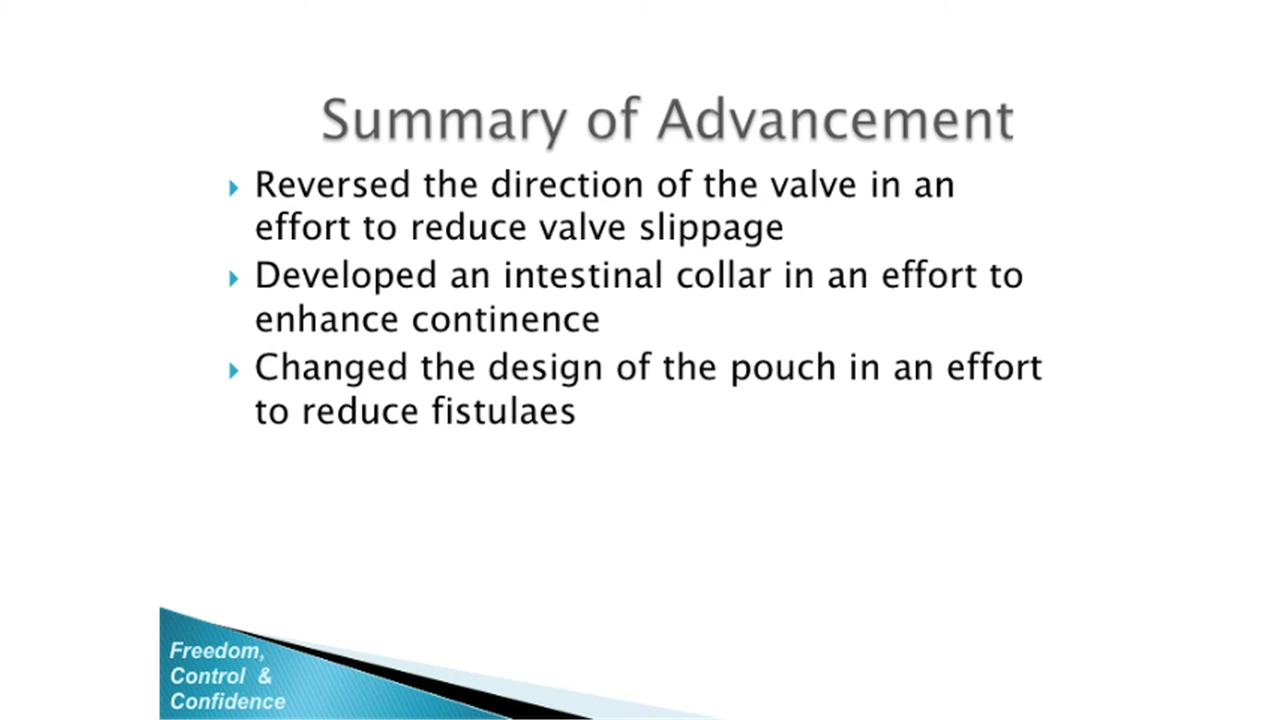 Summary of Advancement
Reversed the direction of the valve in an
effort to reduce valve slippage
Developed an intestinal collar in an effort to
enhance continence
Changed the design of the pouch in an effort
to reduce fistulaes
Freedom,
Control &
Confidence